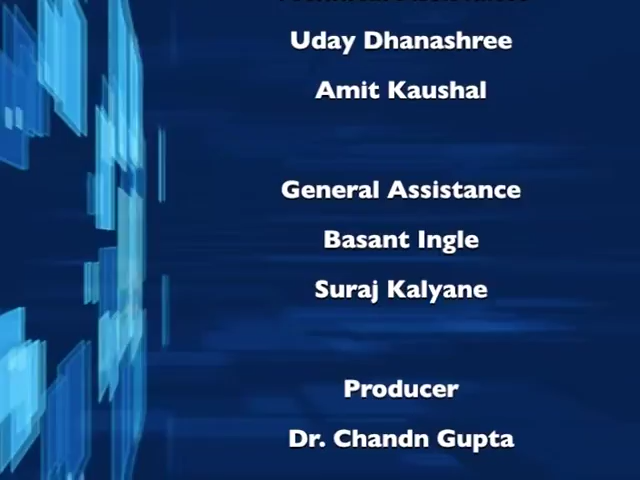 Uday Dhanashree
Amit Kaushal
General Assistance
Basant Ingle
Suraj Kalyane
Producer
Dr. Chandn Gupta